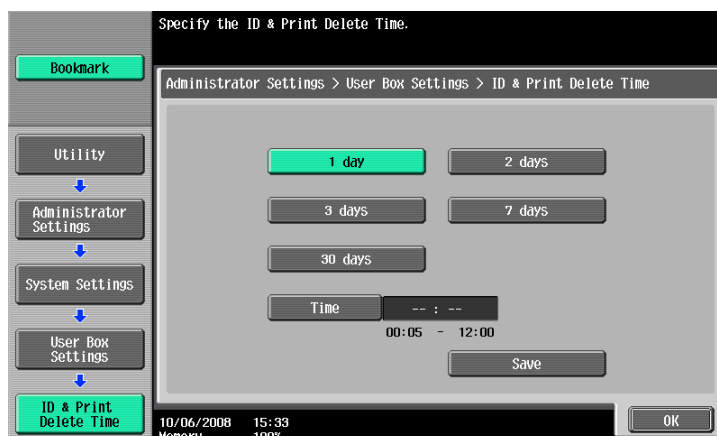 Specify the ID & Print Delete Time.
Bookmark
Administrator Settings > User Box Settings > ID & Print Delete Time
Utility
Administrator
Settings
System Settings
User Box
Settings
ID & Print
Delete Time
1 day
2 days
3 days
7 days
30 days
Time
-- : --
00:05 - 12:00
Save
10/06/2008 15:33
Memory 100%
OK